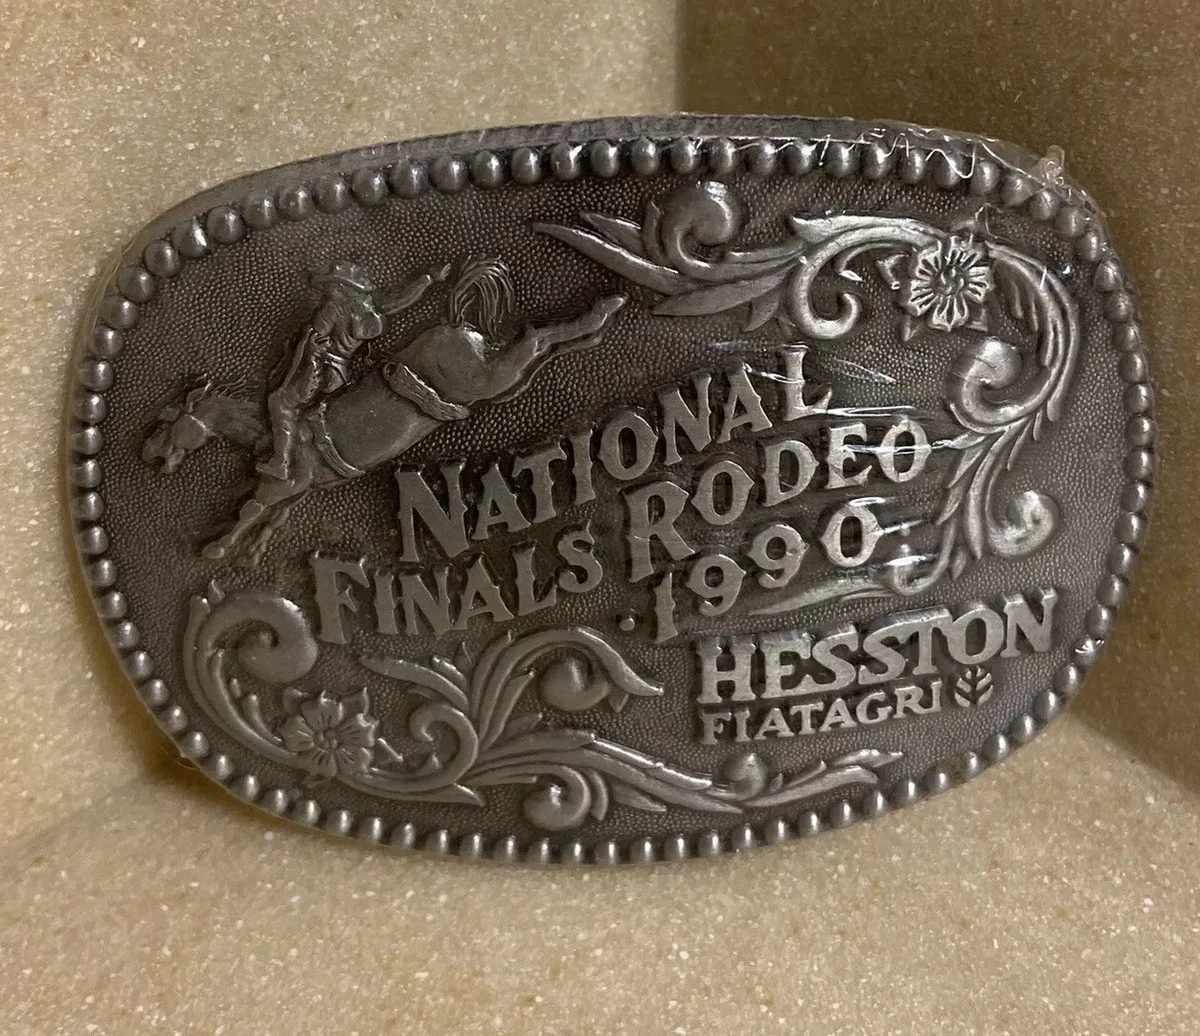 NATIONAL
FINALS RODEO
· 1990 ·
HESSTON
FIATAGRI